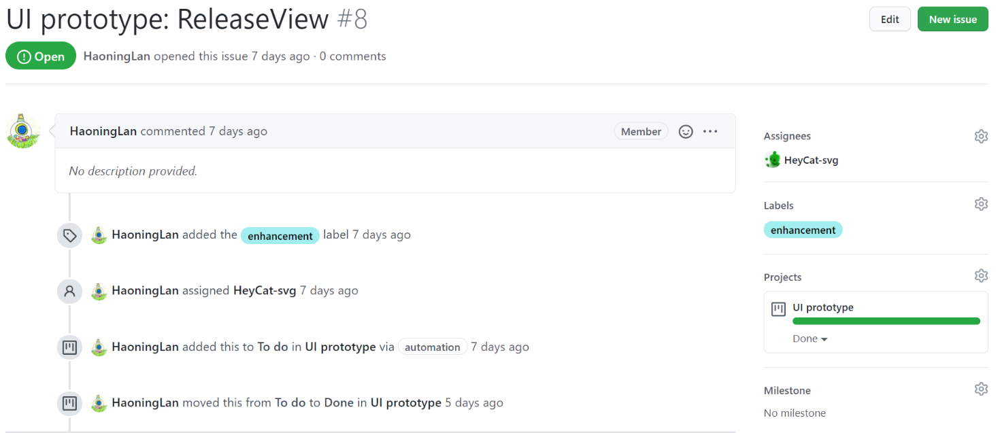 UI prototype: ReleaseView #8
Edit
New issue
Open
HaoningLan opened this issue 7 days ago · 0 comments
HaoningLan commented 7 days ago
Member
No description provided.
HaoningLan added the enhancement label 7 days ago
HaoningLan assigned HeyCat-svg 7 days ago
HaoningLan added this to To do in UI prototype via automation 7 days ago
HaoningLan moved this from To do to Done in UI prototype 5 days ago
Assignees
HeyCat-svg
Labels
enhancement
Projects
UI prototype
Done
Milestone
No milestone